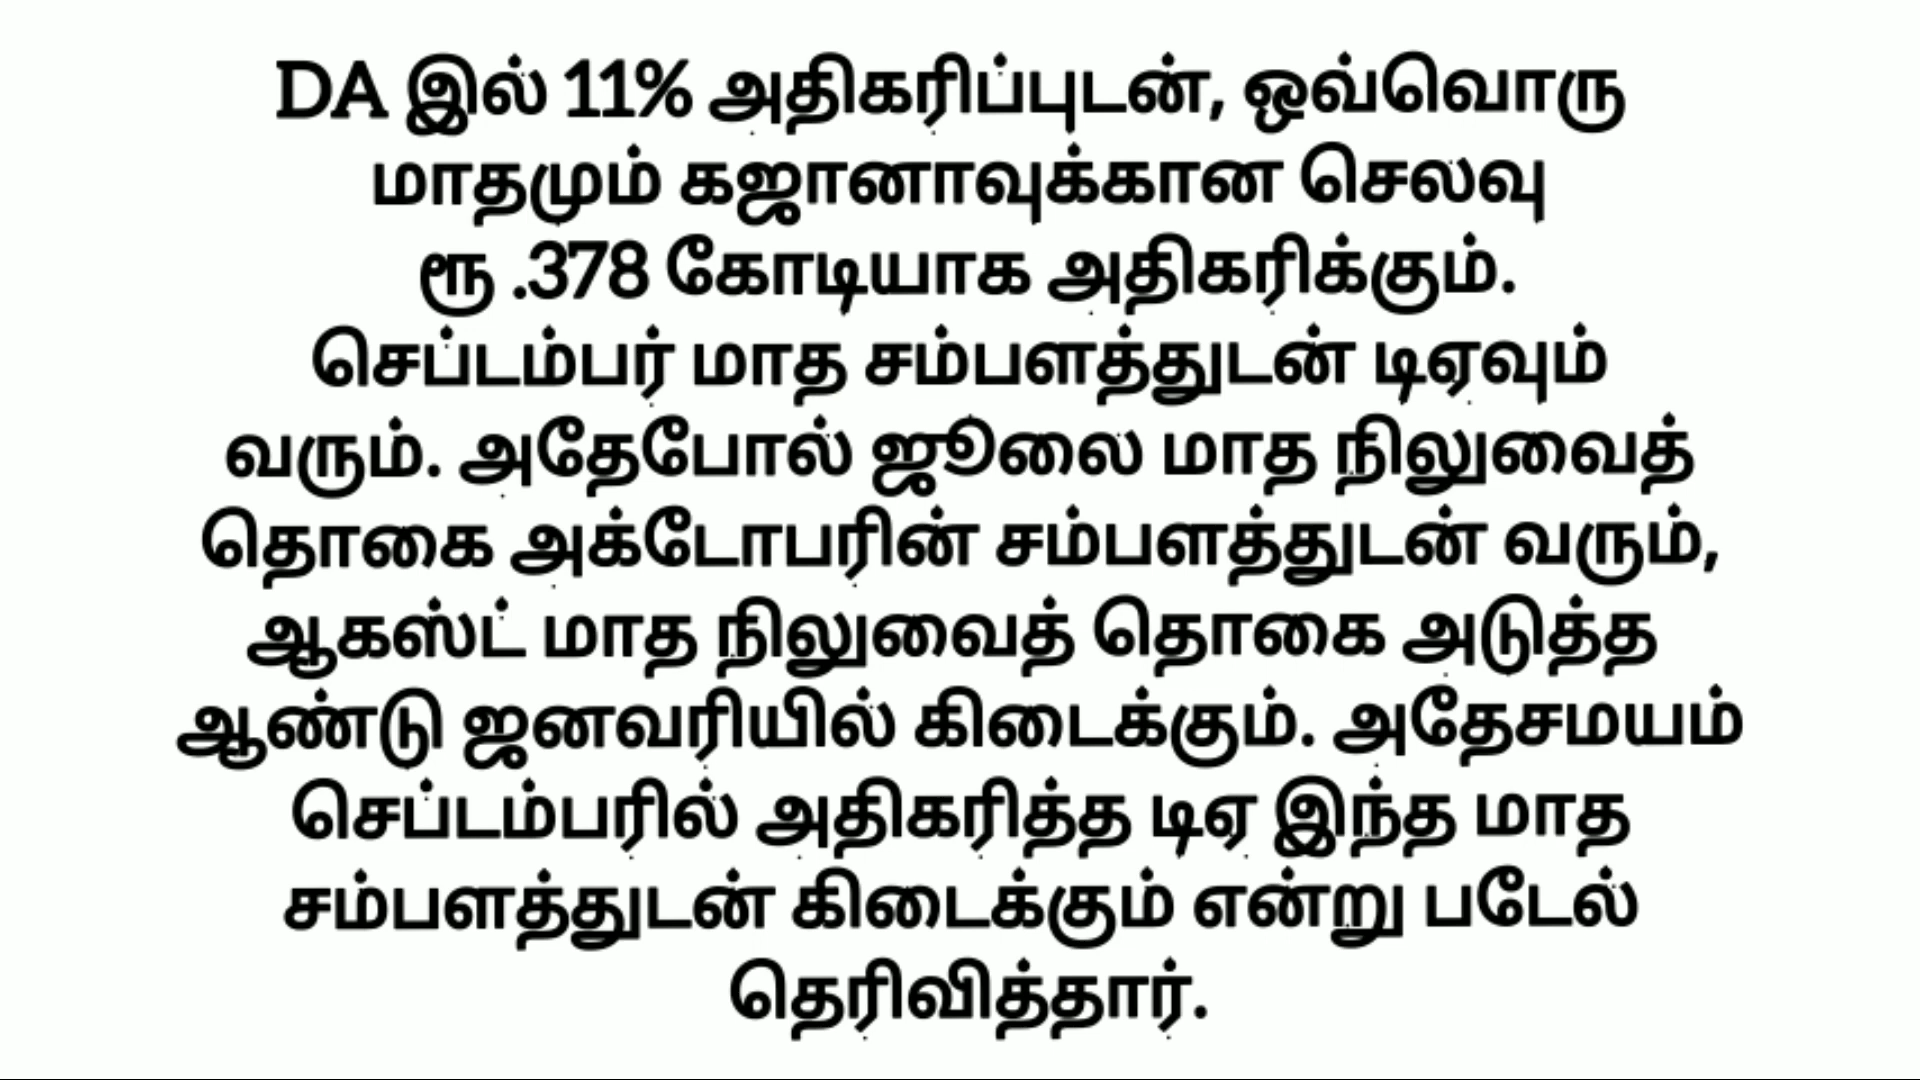 DA இல் 11% அதிகரிப்புடன், ஒவ்வொரு
மாதமும் கஜானாவுக்கான செலவு
ரூ .378 கோடியாக அதிகரிக்கும்.
செப்டம்பர் மாத சம்பளத்துடன் டிஏவும்
வரும். அதேபோல் ஜூலை மாத நிலுவைத்
தொகை அக்டோபரின் சம்பளத்துடன் வரும்,
ஆகஸ்ட் மாத நிலுவைத் தொகை அடுத்த
ஆண்டு ஜனவரியில் கிடைக்கும். அதேசமயம்
செப்டம்பரில் அதிகரித்த டிஏ இந்த மாத
சம்பளத்துடன் கிடைக்கும் என்று படேல்
தெரிவித்தார்.